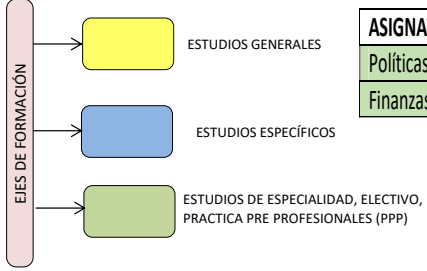 EJES DE FORMACIÓN
ESTUDIOS GENERALES
ESTUDIOS ESPECÍFICOS
ESTUDIOS DE ESPECIALIDAD, ELECTIVO,
PRACTICA PRE PROFESIONALES (PPP)
ASIGNA
Políticas
Finanzas